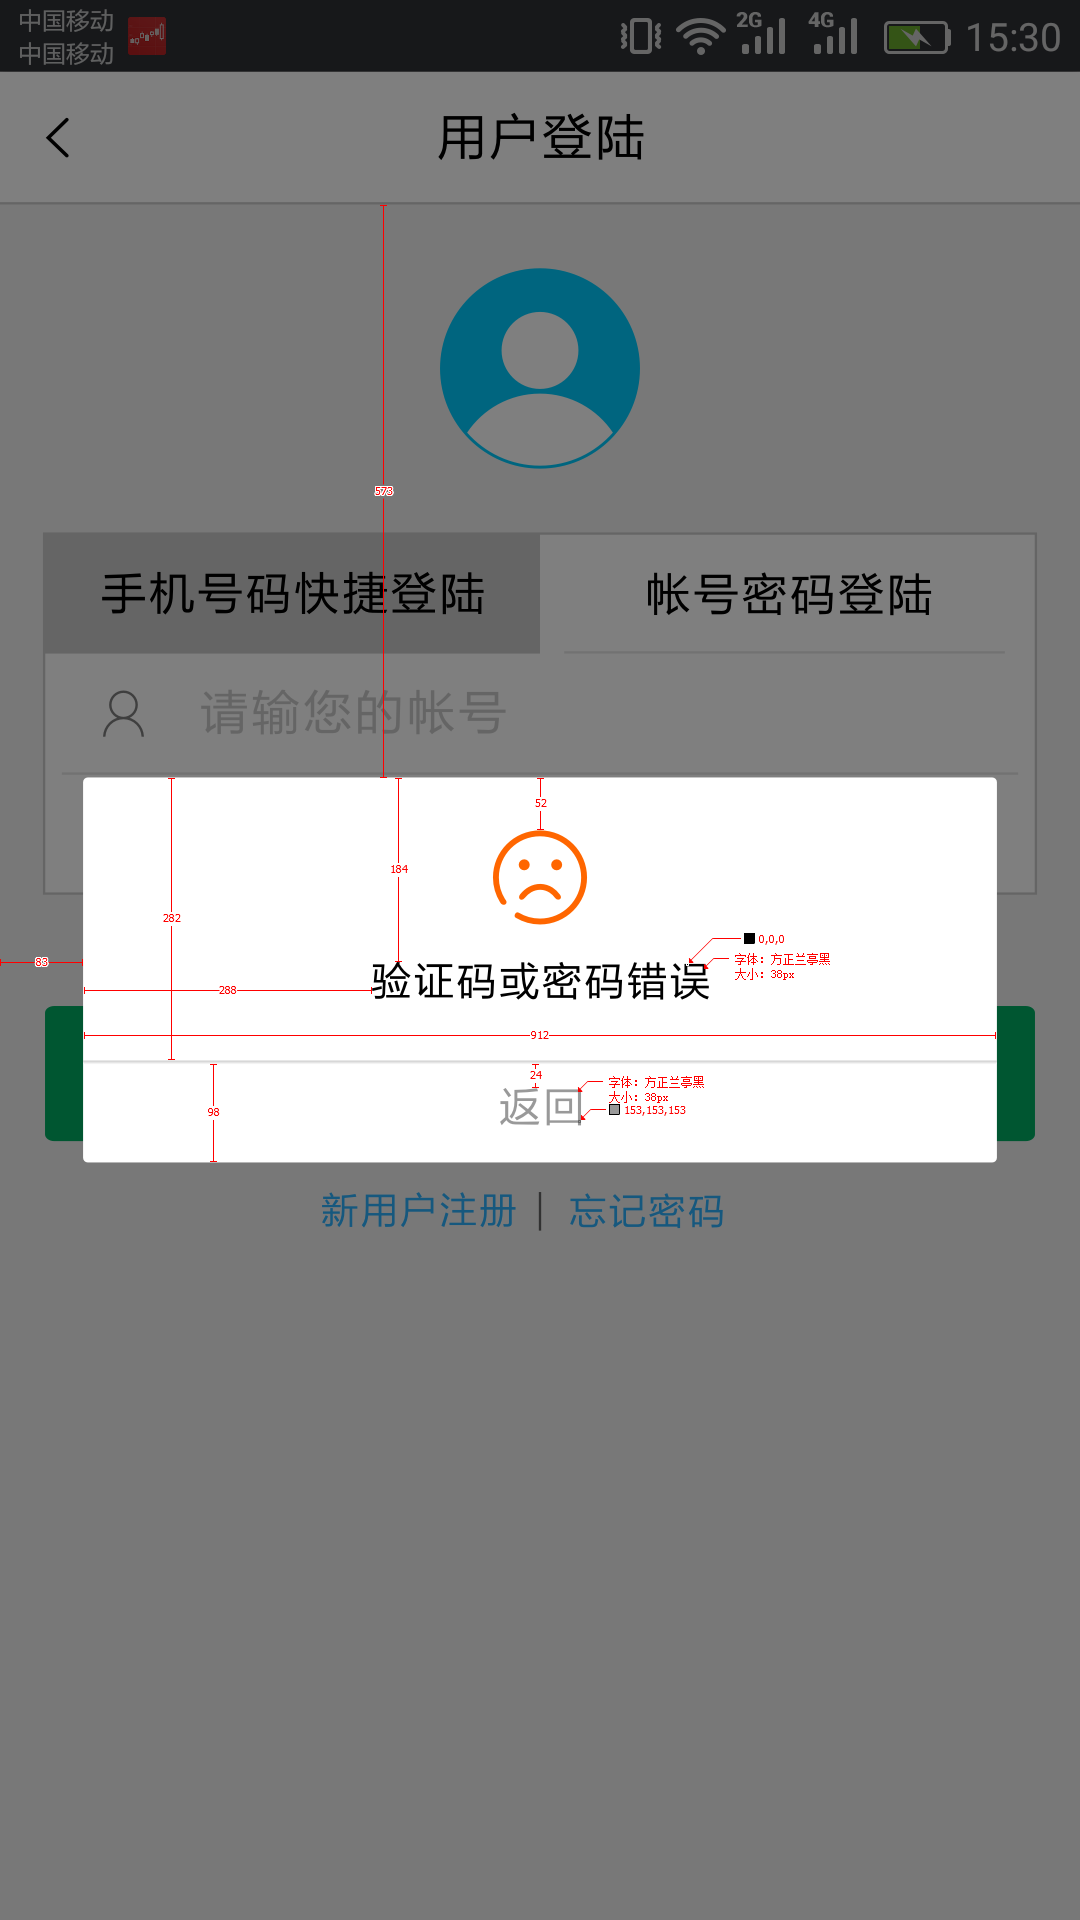 中国移动
中国移动
2G
4G
15:30
用户登陆
573
手机号码快捷登陆
帐号密码登陆
请输您的帐号
52
184
282
0,0,0
字体：方正兰亭黑
大小：38px
83
验证码或密码错误
288
912
24
字体：方正兰亭黑
大小：38px
153,153,153
98
返回
新用户注册 | 忘记密码